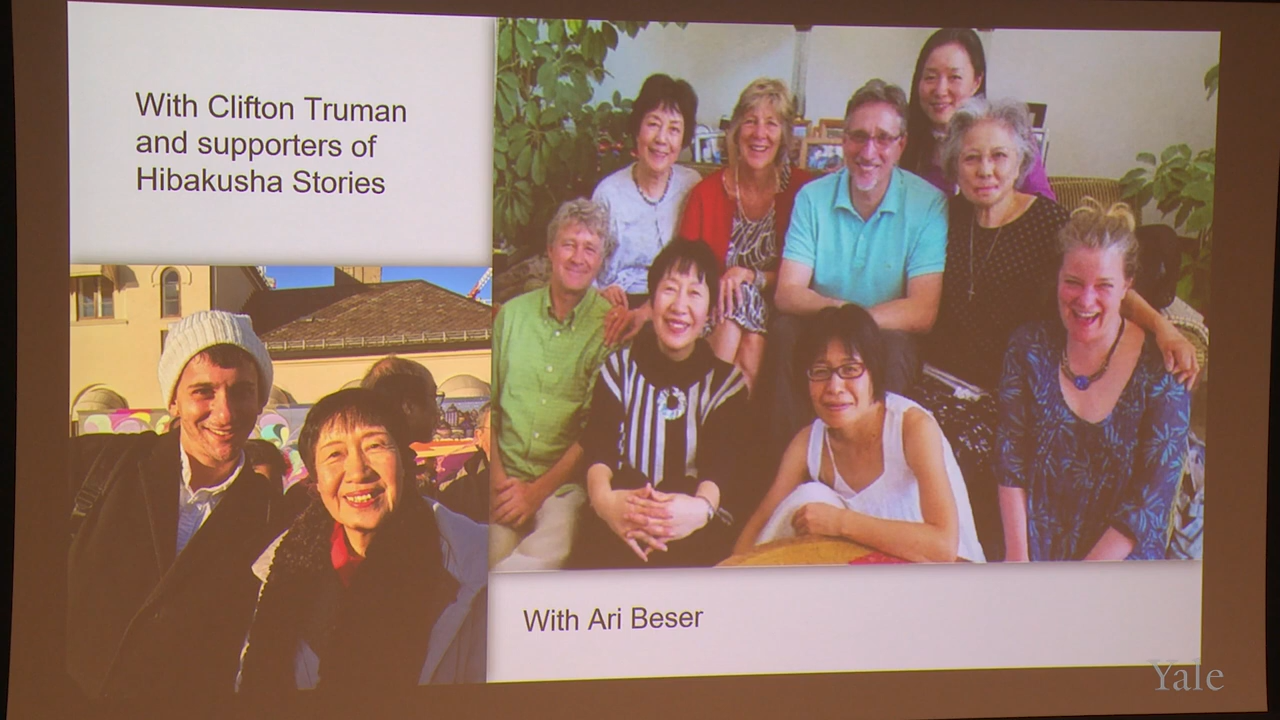 With Clifton Truman
and supporters of
Hibakusha Stories
With Ari Beser
Yale